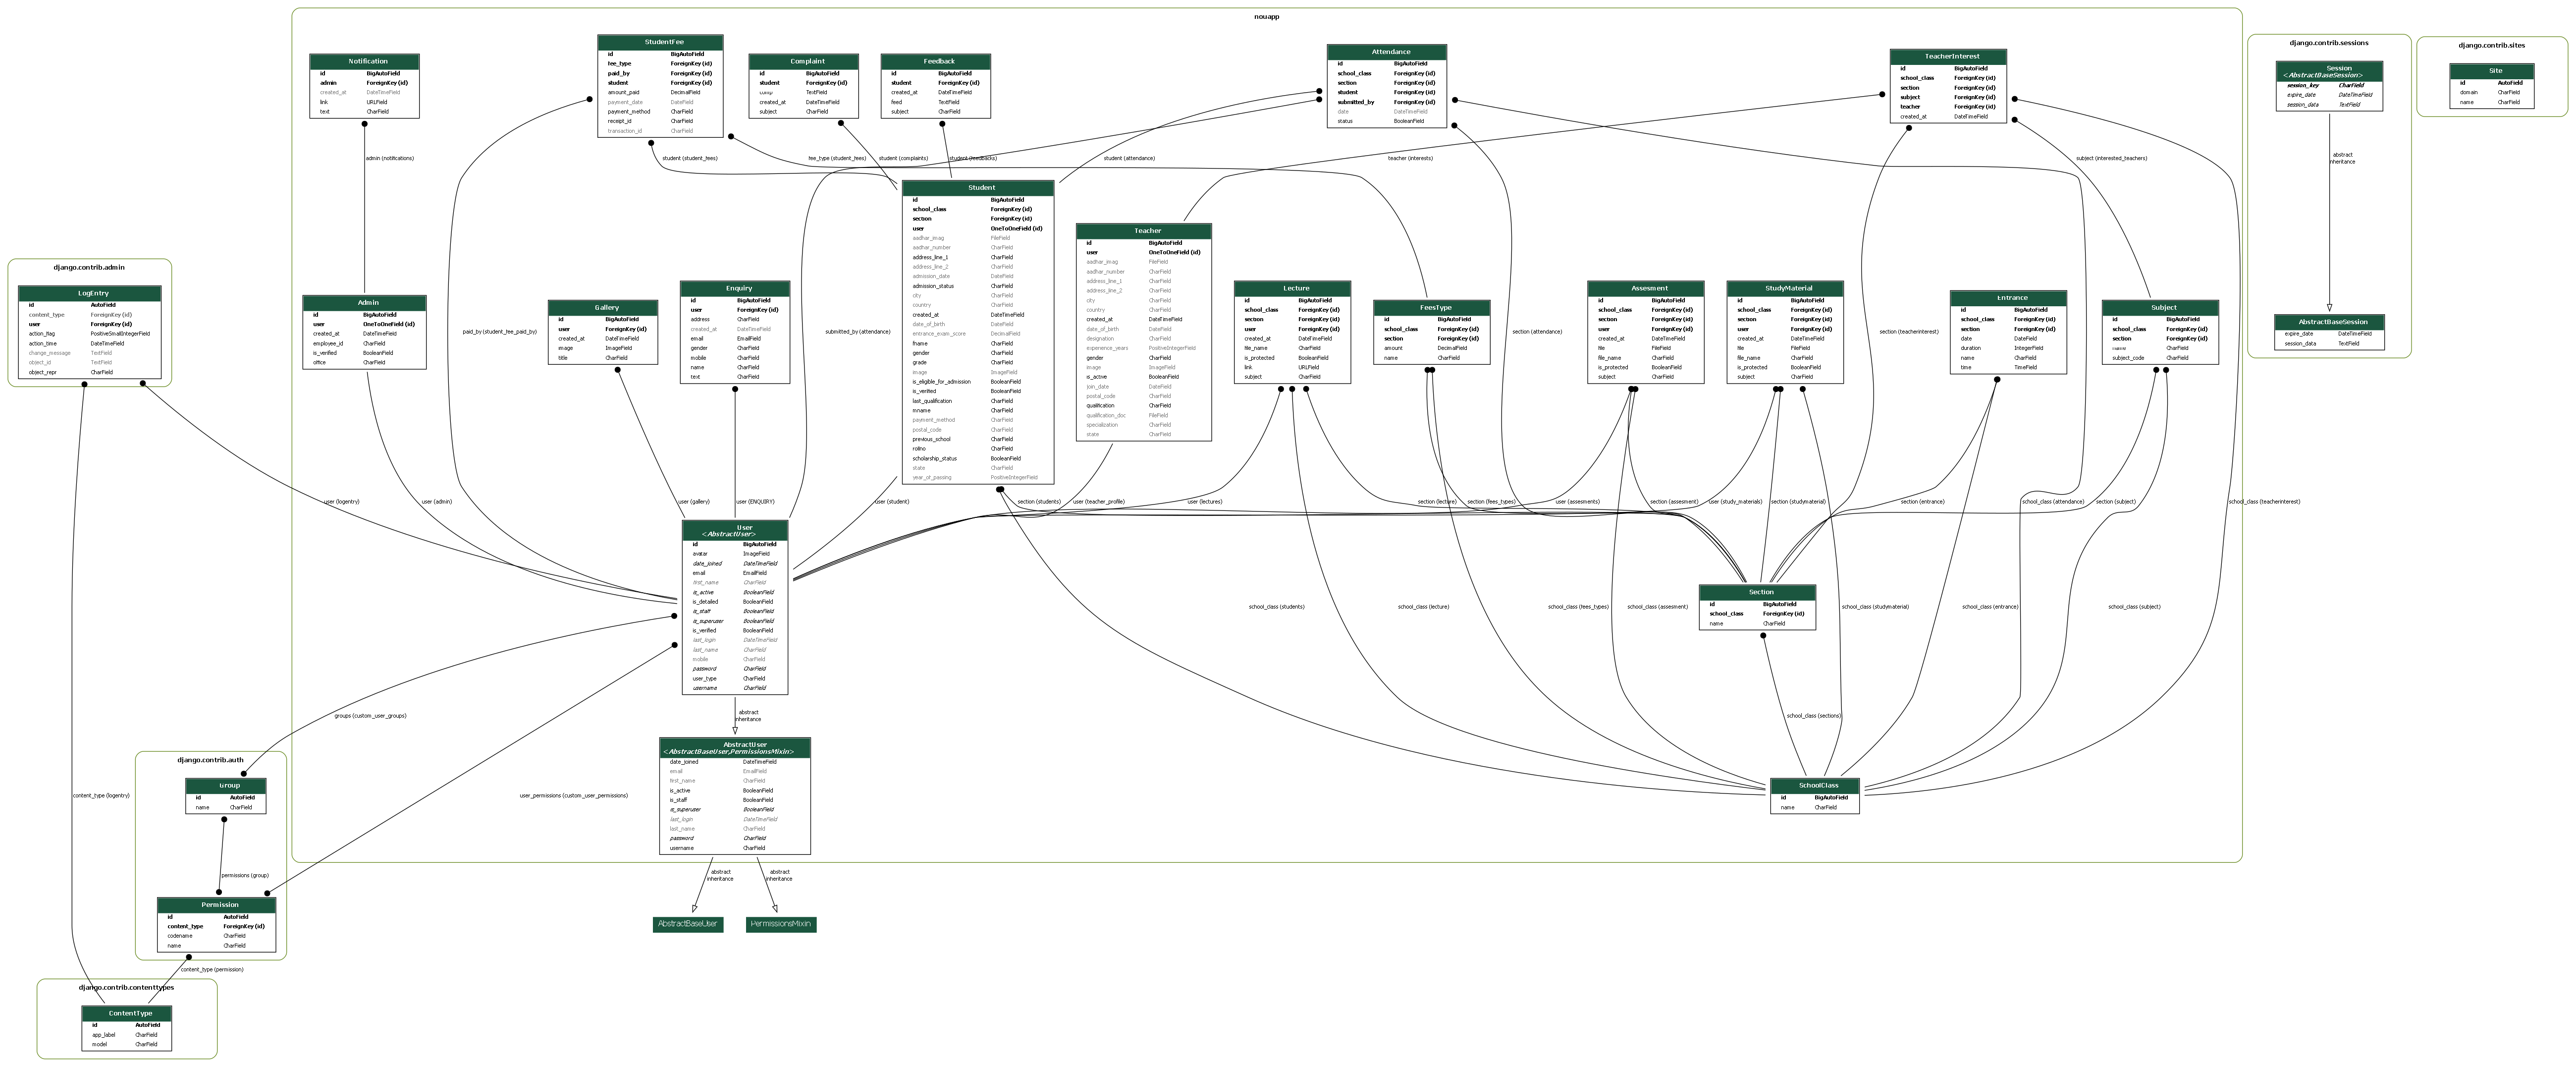 nouapp
django.contrib.sessions
django.contrib.sites
Notification
id BigAutoField
admin ForeignKey (id)
created_at DateTimeField
link URLField
text CharField
StudentFee
id BigAutoField
fee_type ForeignKey (id)
paid_by ForeignKey (id)
student ForeignKey (id)
amount_paid DecimalField
payment_date DateField
payment_method CharField
receipt_id CharField
transaction_id CharField
Complaint
id BigAutoField
student ForeignKey (id)
comp TextField
created_at DateTimeField
subject CharField
Feedback
id BigAutoField
student ForeignKey (id)
created_at DateTimeField
feed TextField
subject CharField
Attendance
id BigAutoField
school_class ForeignKey (id)
section ForeignKey (id)
student ForeignKey (id)
submitted_by ForeignKey (id)
date DateTimeField
status BooleanField
TeacherInterest
id BigAutoField
school_class ForeignKey (id)
section ForeignKey (id)
subject ForeignKey (id)
teacher ForeignKey (id)
created_at DateTimeField
Session
<AbstractBaseSession>
session_key CharField
expire_date DateTimeField
session_data TextField
Site
id AutoField
domain CharField
name CharField
admin (notifications)
student (student_fees)
fee_type (student_fees)
student (complaints)
student (feedbacks)
student (attendance)
teacher (interests)
subject (interested_teachers)
abstract
inheritance
Student
id BigAutoField
school_class ForeignKey (id)
section ForeignKey (id)
user OneToOneField (id)
aadhar_imag FileField
aadhar_number CharField
address_line_1 CharField
address_line_2 CharField
admission_date DateField
admission_status CharField
city CharField
country CharField
created_at DateTimeField
date_of_birth DateField
entrance_exam_score DecimalField
fname CharField
gender CharField
grade CharField
image ImageField
is_eligible_for_admission BooleanField
is_verified BooleanField
last_qualification CharField
mname CharField
payment_method CharField
postal_code CharField
previous_school CharField
rollno CharField
scholarship_status BooleanField
state CharField
year_of_passing PositiveIntegerField
Teacher
id BigAutoField
user OneToOneField (id)
aadhar_imag FileField
aadhar_number CharField
address_line_1 CharField
address_line_2 CharField
city CharField
country CharField
created_at DateTimeField
date_of_birth DateField
designation CharField
experience_years PositiveIntegerField
gender CharField
image ImageField
is_active BooleanField
join_date DateField
postal_code CharField
qualification CharField
qualification_doc FileField
specialization CharField
state CharField
django.contrib.admin
LogEntry
id AutoField
content_type ForeignKey (id)
user ForeignKey (id)
action_flag PositiveSmallIntegerField
action_time DateTimeField
change_message TextField
object_id TextField
object_repr CharField
Admin
id BigAutoField
user OneToOneField (id)
created_at DateTimeField
employee_id CharField
is_verified BooleanField
office CharField
Gallery
id BigAutoField
user ForeignKey (id)
created_at DateTimeField
image ImageField
title CharField
Enquiry
id BigAutoField
user ForeignKey (id)
address CharField
created_at DateTimeField
email EmailField
gender CharField
mobile CharField
name CharField
text CharField
Lecture
id BigAutoField
school_class ForeignKey (id)
section ForeignKey (id)
user ForeignKey (id)
created_at DateTimeField
file_name CharField
is_protected BooleanField
link URLField
subject CharField
FeesType
id BigAutoField
school_class ForeignKey (id)
section ForeignKey (id)
amount DecimalField
name CharField
Assesment
id BigAutoField
school_class ForeignKey (id)
section ForeignKey (id)
user ForeignKey (id)
created_at DateTimeField
file FileField
file_name CharField
is_protected BooleanField
subject CharField
StudyMaterial
id BigAutoField
school_class ForeignKey (id)
section ForeignKey (id)
user ForeignKey (id)
created_at DateTimeField
file FileField
file_name CharField
is_protected BooleanField
subject CharField
Entrance
id BigAutoField
school_class ForeignKey (id)
section ForeignKey (id)
date DateField
duration IntegerField
name CharField
time TimeField
Subject
id BigAutoField
school_class ForeignKey (id)
section ForeignKey (id)
name CharField
subject_code CharField
AbstractBaseSession
expire_date DateTimeField
session_data TextField
paid_by (student_fee_paid_by)
submitted_by (attendance)
section (attendance)
section (teacherinterest)
user (logentry)
user (admin)
user (gallery)
user (ENQUIRY)
user (student)
section (students)
user (teacher_profile)
user (lectures)
section (lecture)
section (fees_types)
user (assesments)
section (assesment)
user (study_materials)
section (studymaterial)
section (entrance)
school_class (attendance)
section (subject)
school_class (teacherinterest)
User
<AbstractUser>
id BigAutoField
avatar ImageField
date_joined DateTimeField
email EmailField
first_name CharField
is_active BooleanField
is_detailed BooleanField
is_staff BooleanField
is_superuser BooleanField
is_verified BooleanField
last_login DateTimeField
last_name CharField
mobile CharField
password CharField
user_type CharField
username CharField
Section
id BigAutoField
school_class ForeignKey (id)
name CharField
school_class (students)
school_class (lecture)
school_class (fees_types)
school_class (assesment)
school_class (studymaterial)
school_class (entrance)
school_class (subject)
groups (custom_user_groups)
abstract
inheritance
school_class (sections)
AbstractUser
<AbstractBaseUser,PermissionsMixin>
date_joined DateTimeField
email EmailField
first_name CharField
is_active BooleanField
is_staff BooleanField
is_superuser BooleanField
last_login DateTimeField
last_name CharField
password CharField
username CharField
SchoolClass
id BigAutoField
name CharField
django.contrib.auth
Group
id AutoField
name CharField
content_type (logentry)
user_permissions (custom_user_permissions)
permissions (group)
abstract
inheritance
abstract
inheritance
Permission
id AutoField
content_type ForeignKey (id)
codename CharField
name CharField
AbstractBaseUser
PermissionsMixin
content_type (permission)
django.contrib.contenttypes
ContentType
id AutoField
app_label CharField
model CharField